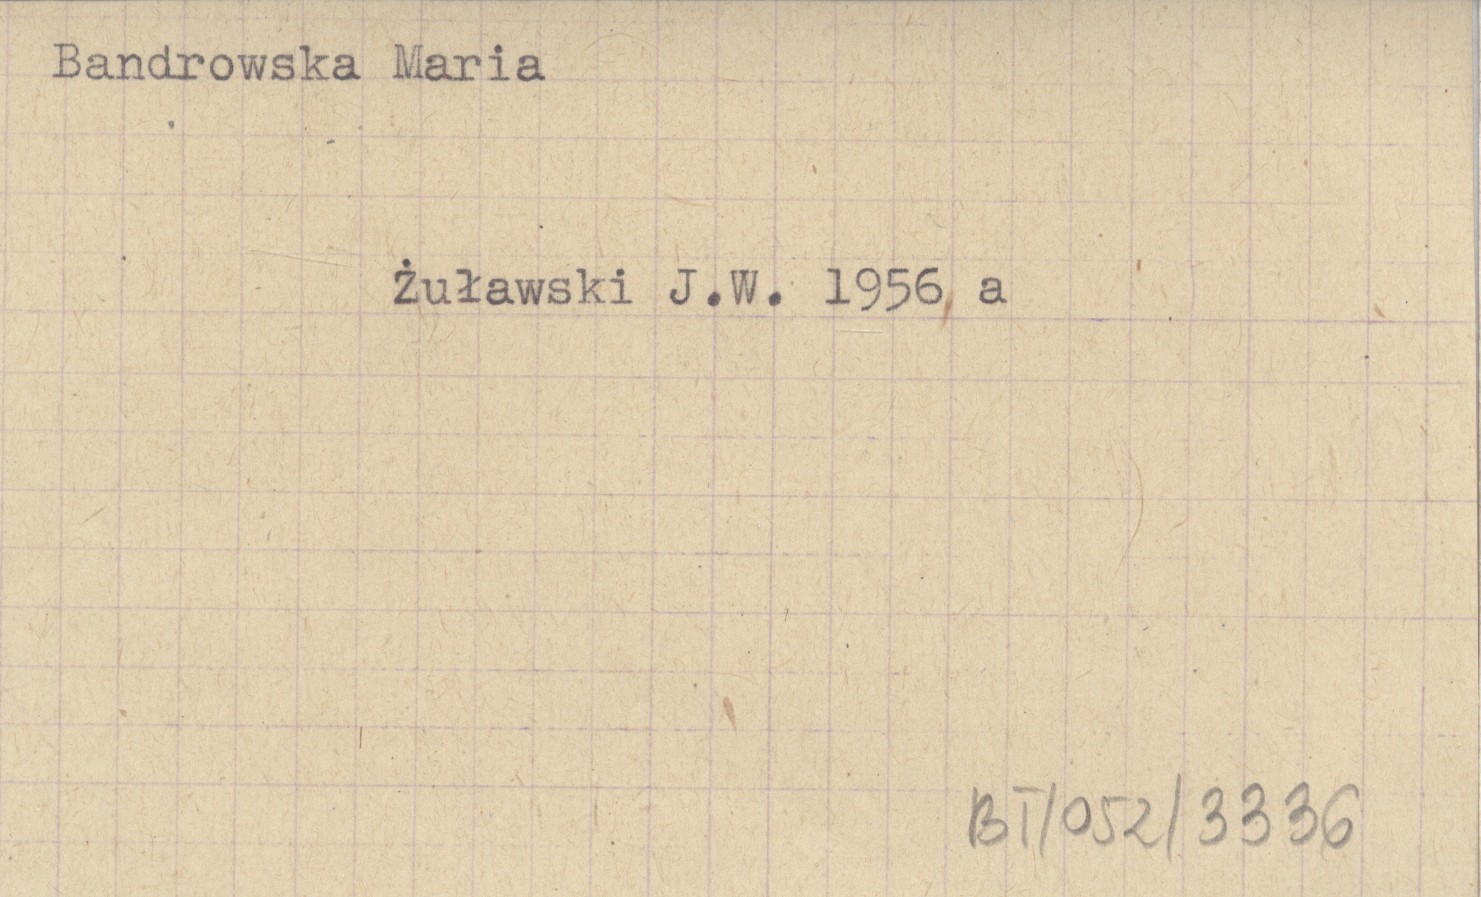 Bandrowska Maria
Żuławski J.W. 1956 a
BT/052/3336